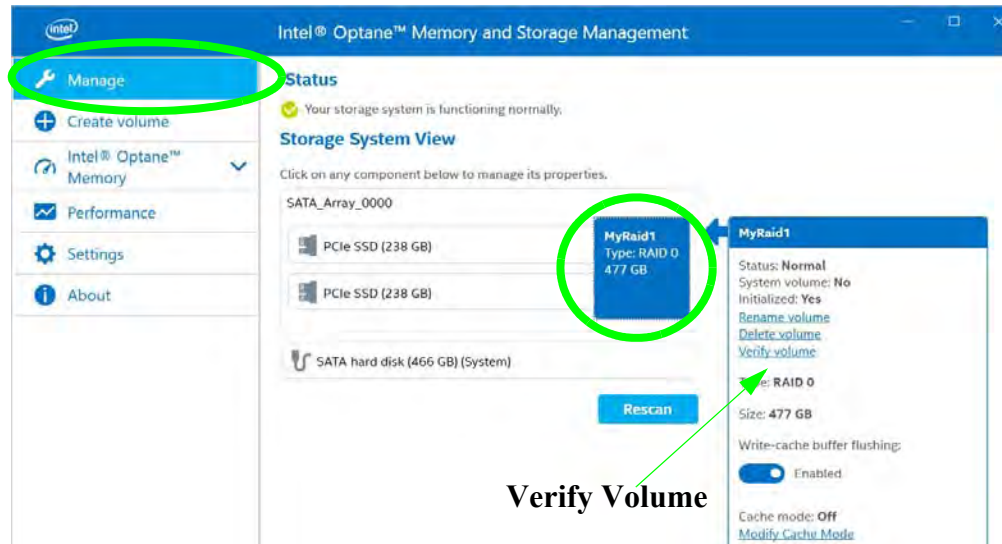 intel
Intel® Optane™ Memory and Storage Management
Manage
Create volume
Intel® Optane™
Memory
Performance
Settings
About
Status
Your storage system is functioning normally.
Storage System View
Click on any component below to manage its properties.
SATA_Array_0000
PCIe SSD (238 GB)
PCIe SSD (238 GB)
MyRaid1
Type: RAID 0
477 GB
SATA hard disk (466 GB) (System)
Rescan
MyRaid1
Status: Normal
System volume: No
Initialized: Yes
Rename volume
Delete volume
Verify volume
RAID 0
Size: 477 GB
Write-cache buffer flushing:
Enabled
Cache mode: Off
Modify Cache Mode
Verify Volume